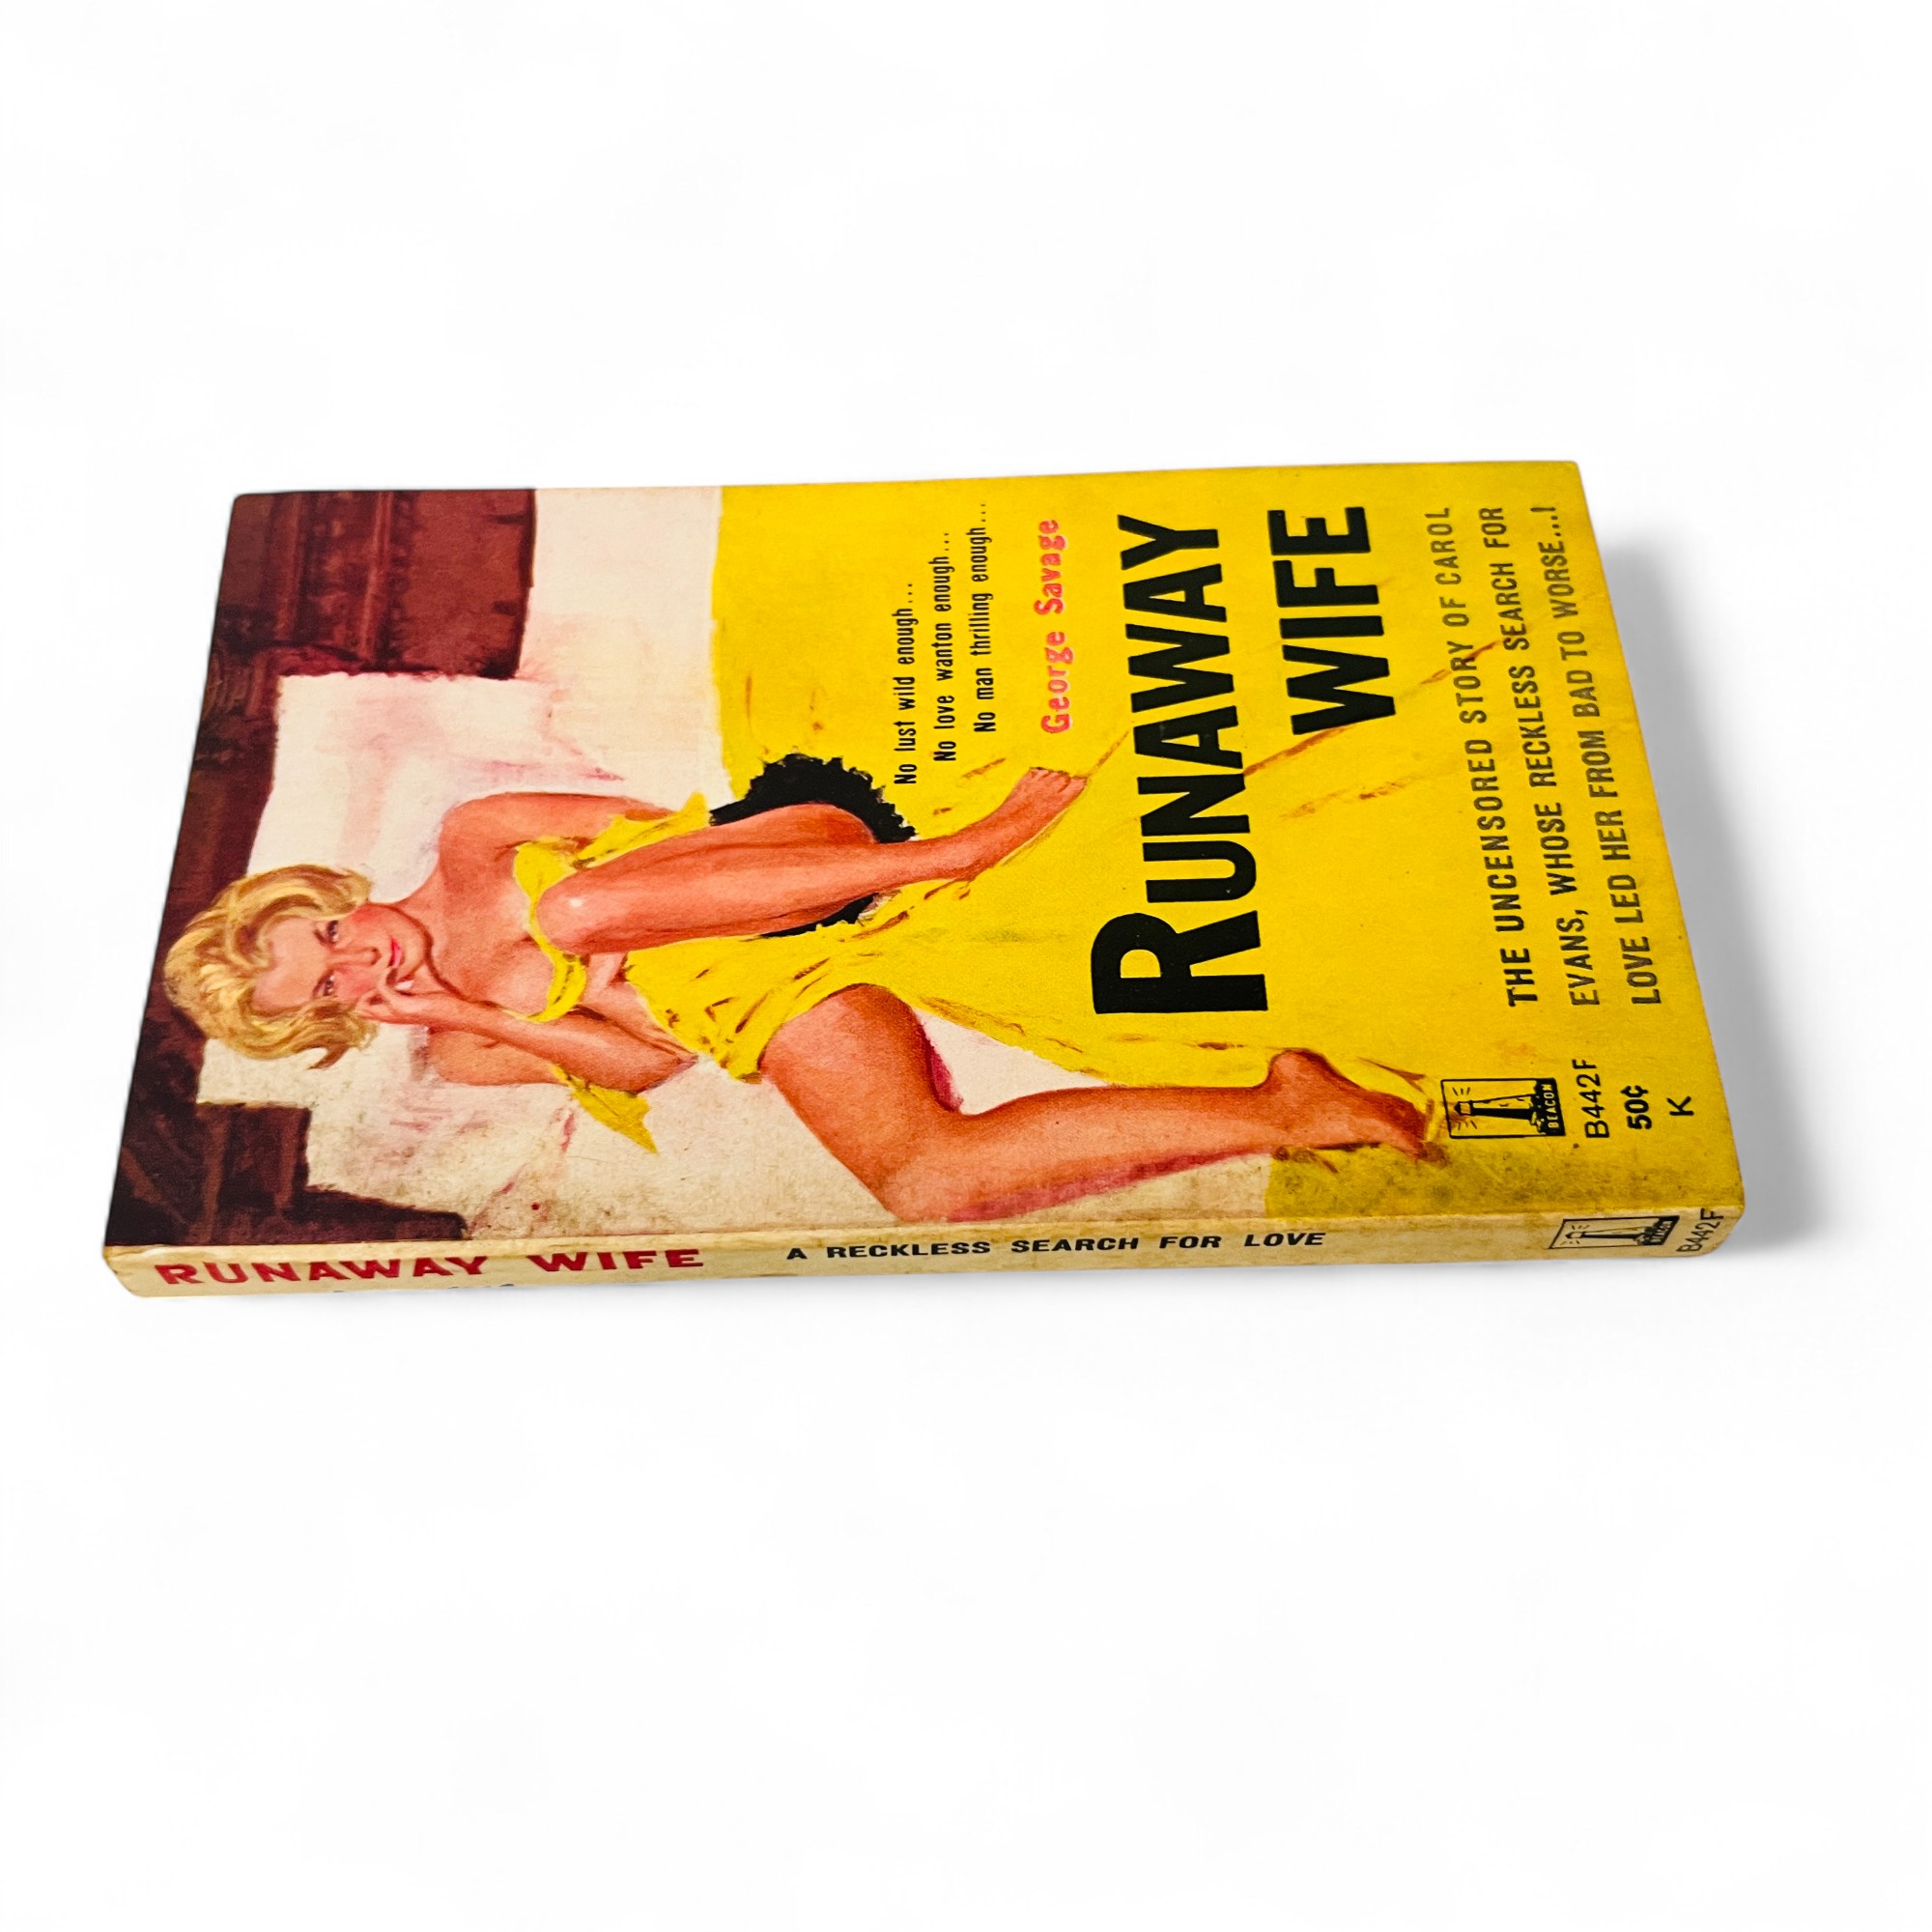 No lust wild enough...
No love wanton enough...
No man thrilling enough...
George Savage
RUNAWAY
WIFE
THE UNCENSORED STORY OF CAROL
EVANS, WHOSE RECKLESS SEARCH FOR
LOVE LED HER FROM BAD TO WORSE...!
BEACON
B442F
50¢
K
RUNAWAY WIFE
A RECKLESS SEARCH FOR LOVE
B442F